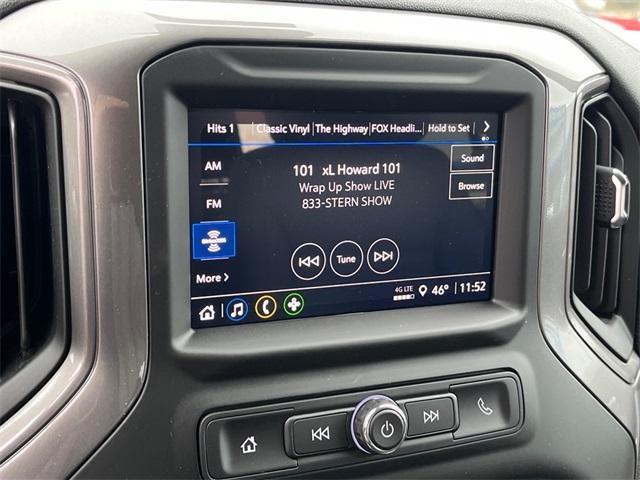 Hits 1 Classic Vinyl The Highway FOX Headli... Hold to Set
AM
101 xL Howard 101
Sound
Wrap Up Show LIVE
Browse
FM
833-STERN SHOW
SiriusXM
Tune
More
4G LTE
46° 11:52